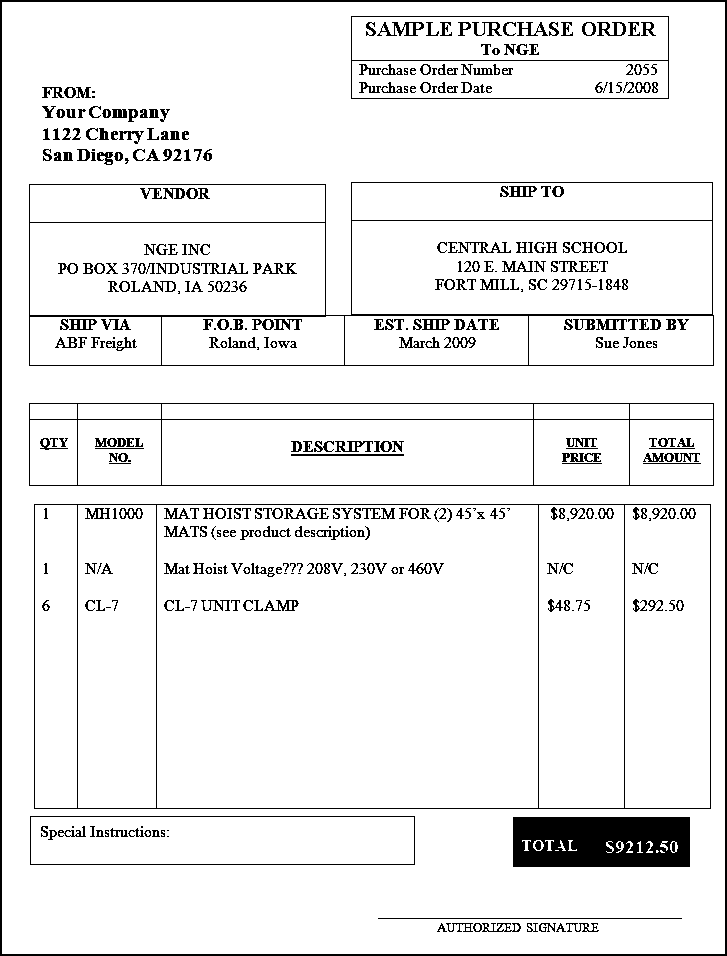 SAMPLE PURCHASE ORDER
To NGE
Purchase Order Number 2055
Purchase Order Date 6/15/2008
FROM:
Your Company
1122 Cherry Lane
San Diego, CA 92176
VENDOR
NGE INC
PO BOX 370/INDUSTRIAL PARK
ROLAND, IA 50236
SHIP TO
CENTRAL HIGH SCHOOL
120 E. MAIN STREET
FORT MILL, SC 29715-1848
SHIP VIA F.O.B. POINT EST. SHIP DATE SUBMITTED BY
ABF Freight Roland, Iowa March 2009 Sue Jones
QTY MODEL NO. DESCRIPTION UNIT PRICE TOTAL AMOUNT
1 MH1000 MAT HOIST STORAGE SYSTEM FOR (2) 45’x 45’ $8,920.00 $8,920.00
MATS (see product description)
1 N/A Mat Hoist Voltage??? 208V, 230V or 460V N/C N/C
6 CL-7 CL-7 UNIT CLAMP $48.75 $292.50
Special Instructions:
TOTAL $9212.50
AUTHORIZED SIGNATURE